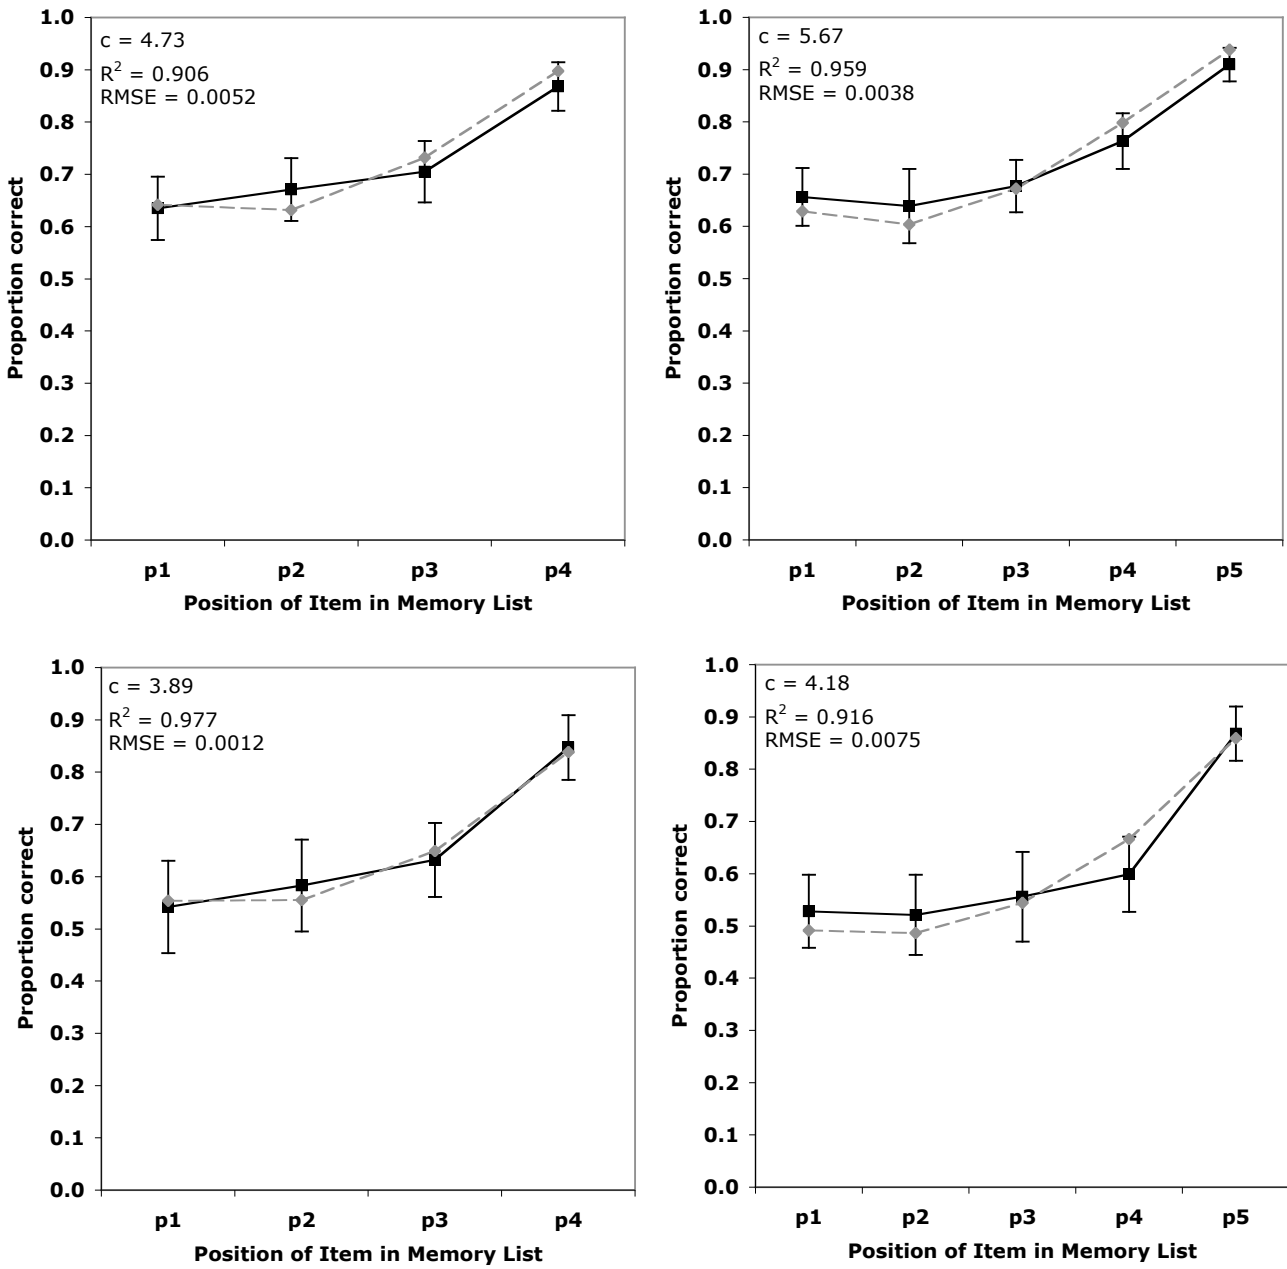 c = 4.73
R² = 0.906
RMSE = 0.0052
1.0
0.9
0.8
0.7
0.6
0.5
0.4
0.3
0.2
0.1
0.0
Proportion correct
p1 p2 p3 p4
Position of Item in Memory List
c = 5.67
R² = 0.959
RMSE = 0.0038
1.0
0.9
0.8
0.7
0.6
0.5
0.4
0.3
0.2
0.1
0.0
Proportion correct
p1 p2 p3 p4 p5
Position of Item in Memory List
c = 3.89
R² = 0.977
RMSE = 0.0012
1.0
0.9
0.8
0.7
0.6
0.5
0.4
0.3
0.2
0.1
0.0
Proportion correct
p1 p2 p3 p4
Position of Item in Memory List
c = 4.18
R² = 0.916
RMSE = 0.0075
1.0
0.9
0.8
0.7
0.6
0.5
0.4
0.3
0.2
0.1
0.0
Proportion correct
p1 p2 p3 p4 p5
Position of Item in Memory List